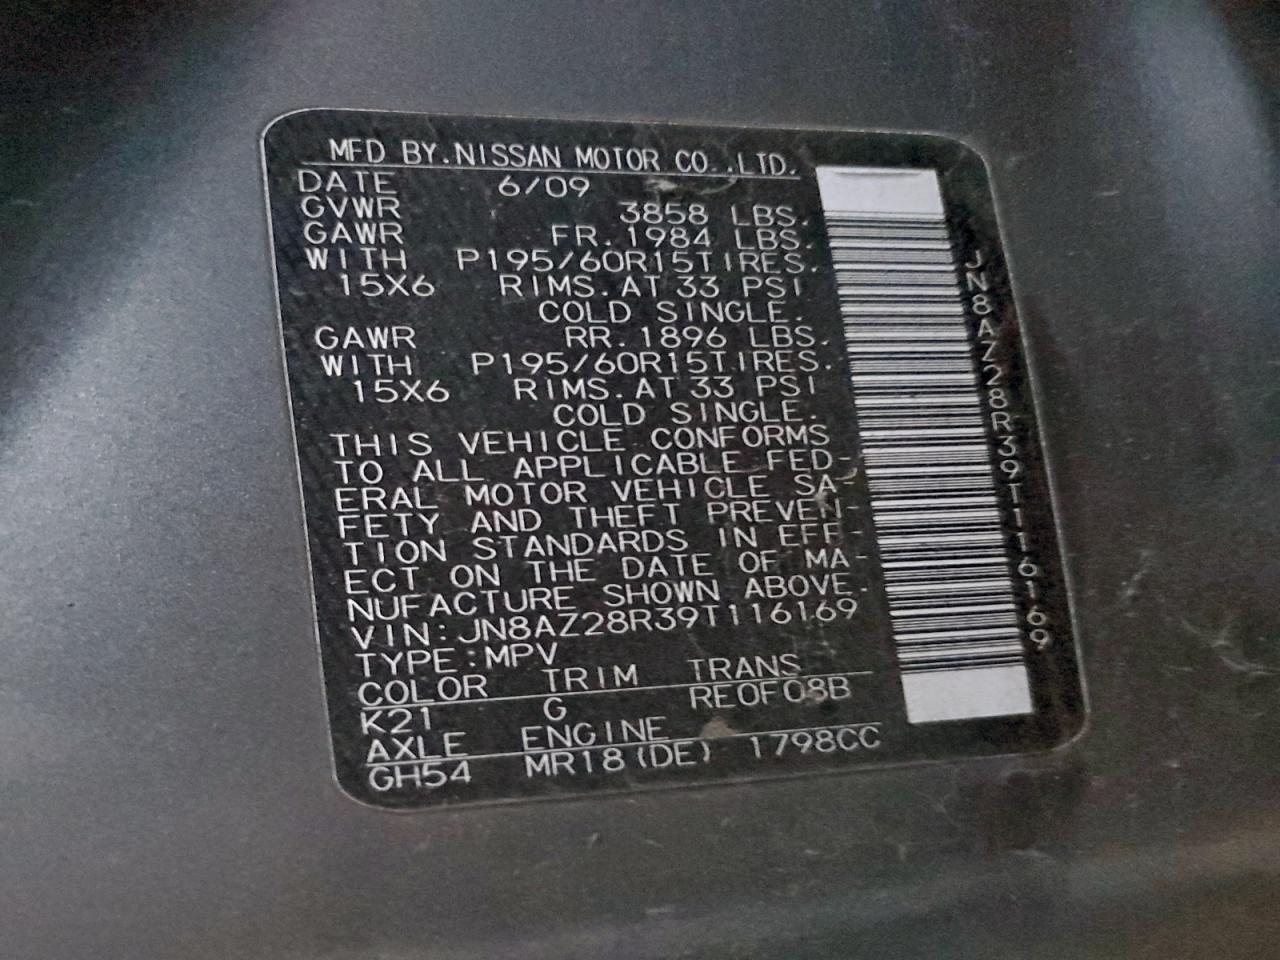 MFD BY.NISSAN MOTOR CO.,LTD.
DATE 6/09
GVWR 3858 LBS.
GAWR FR. 1984 LBS.
WITH P195/60R15TIRES.
15X6 RIMS.AT 33 PSI
COLD SINGLE.
GAWR RR. 1896 LBS.
WITH P195/60R15TIRES.
15X6 RIMS.AT 33 PSI
COLD SINGLE.
THIS VEHICLE CONFORMS
TO ALL APPLICABLE FED-
ERAL MOTOR VEHICLE SA-
FETY AND THEFT PREVEN-
TION STANDARDS IN EFF-
ECT ON THE DATE OF MA-
NUFACTURE SHOWN ABOVE.
VIN:JN8AZ28R39T116169
TYPE:MPV
COLOR TRIM TRANS
K21 G RE0F08B
AXLE ENGINE
GH54 MR18(DE) 1798CC
JN8AZ28R39T116169